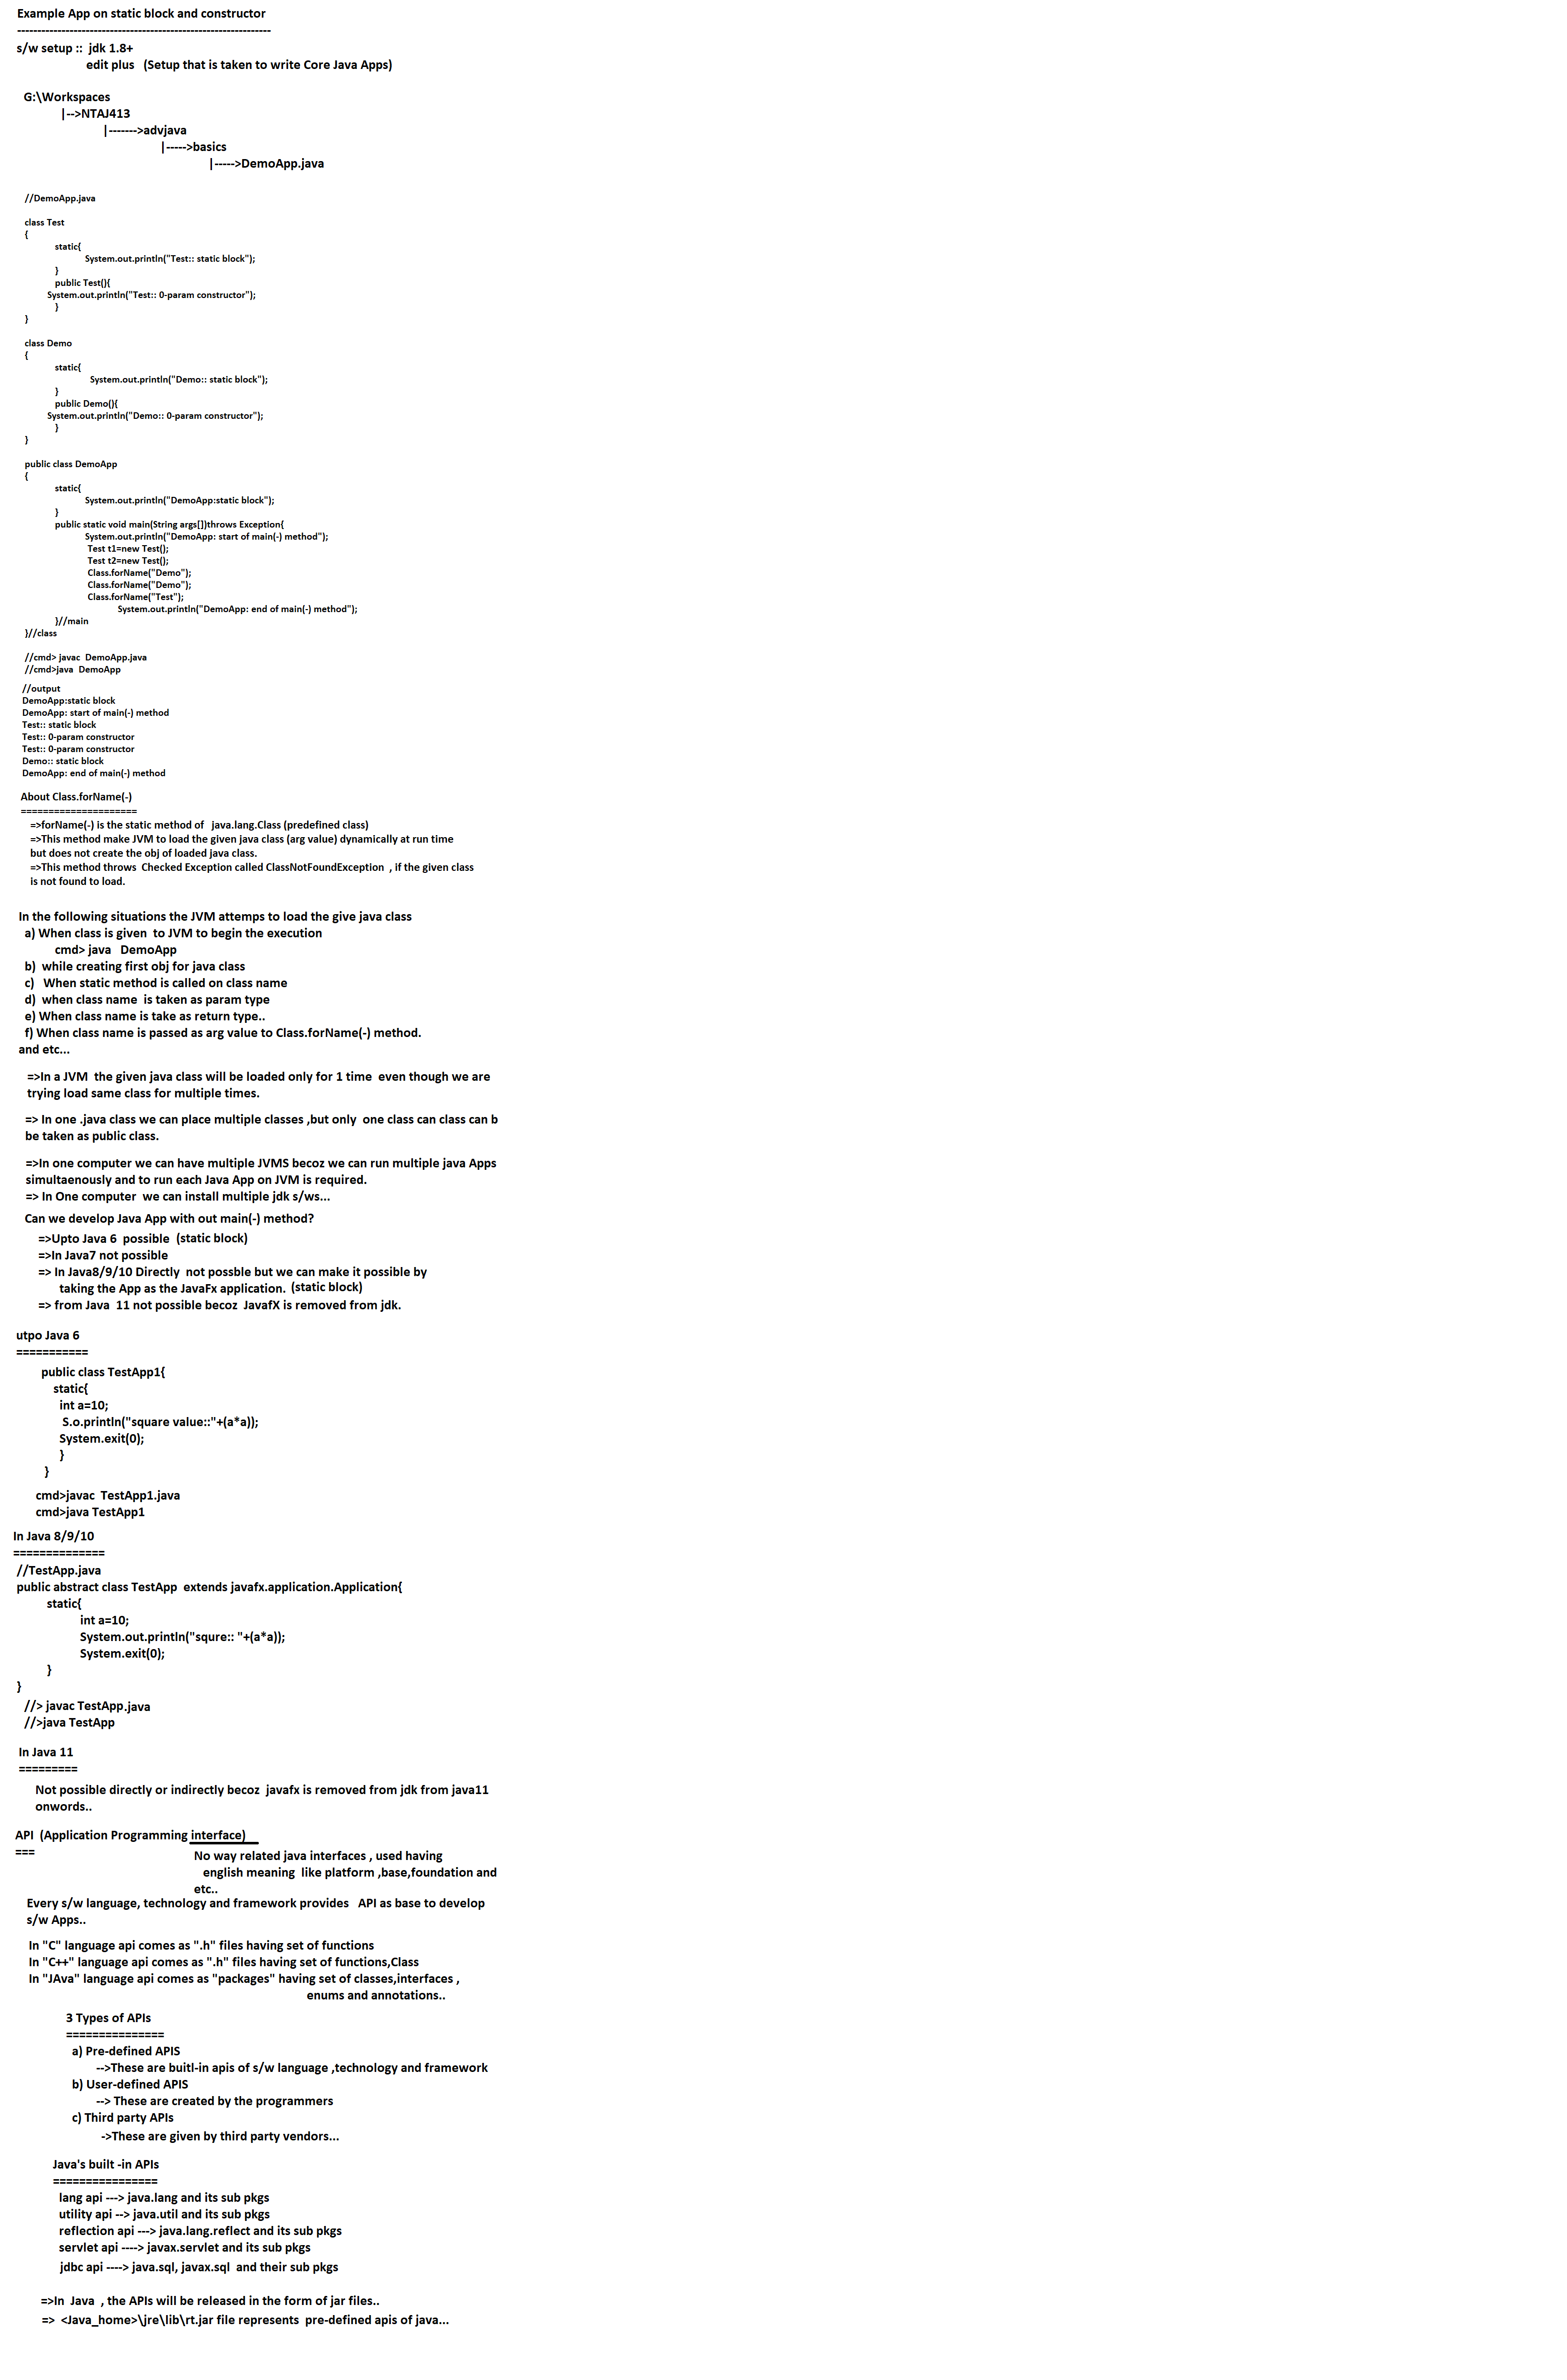 Example App on static block and constructor
---------------------------------------------------------------
s/w setup :: jdk 1.8+
edit plus (Setup that is taken to write Core Java Apps)
G:\Workspaces
|-->NTAJ413
|------->advjava
|----->basics
|----->DemoApp.java
//DemoApp.java
class Test
{
static{
System.out.println("Test:: static block");
}
public Test(){
System.out.println("Test:: 0-param constructor");
}
}
class Demo
{
static{
System.out.println("Demo:: static block");
}
public Demo(){
System.out.println("Demo:: 0-param constructor");
}
}
public class DemoApp
{
static{
System.out.println("DemoApp:static block");
}
public static void main(String args[])throws Exception{
System.out.println("DemoApp: start of main(-) method");
Test t1=new Test();
Test t2=new Test();
Class.forName("Demo");
Class.forName("Demo");
Class.forName("Test");
System.out.println("DemoApp: end of main(-) method");
}//main
}//class
//cmd> javac DemoApp.java
//cmd>java DemoApp
//output
DemoApp:static block
DemoApp: start of main(-) method
Test:: static block
Test:: 0-param constructor
Test:: 0-param constructor
Demo:: static block
DemoApp: end of main(-) method
About Class.forName(-)
=====================
=>forName(-) is the static method of java.lang.Class (predefined class)
=>This method make JVM to load the given java class (arg value) dynamically at run time
but does not create the obj of loaded java class.
=>This method throws Checked Exception called ClassNotFoundException , if the given class
is not found to load.
In the following situations the JVM attemps to load the give java class
a) When class is given to JVM to begin the execution
cmd> java DemoApp
b) while creating first obj for java class
c) When static method is called on class name
d) when class name is taken as param type
e) When class name is take as return type..
f) When class name is passed as arg value to Class.forName(-) method.
and etc...
=>In a JVM the given java class will be loaded only for 1 time even though we are
trying load same class for multiple times.
=> In one .java class we can place multiple classes ,but only one class can class can b
be taken as public class.
=>In one computer we can have multiple JVMS becoz we can run multiple java Apps
simultaenously and to run each Java App on JVM is required.
=> In One computer we can install multiple jdk s/ws...
Can we develop Java App with out main(-) method?
=>Upto Java 6 possible (static block)
=>In Java7 not possible
=> In Java8/9/10 Directly not possble but we can make it possible by
taking the App as the JavaFx application. (static block)
=> from Java 11 not possible becoz JavafX is removed from jdk.
utpo Java 6
===========
public class TestApp1{
static{
int a=10;
S.o.println("square value::"+(a*a));
System.exit(0);
}
}
cmd>javac TestApp1.java
cmd>java TestApp1
In Java 8/9/10
==============
//TestApp.java
public abstract class TestApp extends javafx.application.Application{
static{
int a=10;
System.out.println("squre:: "+(a*a));
System.exit(0);
}
}
//> javac TestApp.java
//>java TestApp
In Java 11
=========
Not possible directly or indirectly becoz javafx is removed from jdk from java11
onwords..
API (Application Programming interface)
===
No way related java interfaces , used having
english meaning like platform ,base,foundation and
etc..
Every s/w language, technology and framework provides API as base to develop
s/w Apps..
In "C" language api comes as ".h" files having set of functions
In "C++" language api comes as ".h" files having set of functions,Class
In "JAva" language api comes as "packages" having set of classes,interfaces ,
enums and annotations..
3 Types of APIs
===============
a) Pre-defined APIS
-->These are buitl-in apis of s/w language ,technology and framework
b) User-defined APIS
--> These are created by the programmers
c) Third party APIs
->These are given by third party vendors...
Java's built -in APIs
================
lang api ---> java.lang and its sub pkgs
utility api --> java.util and its sub pkgs
reflection api ---> java.lang.reflect and its sub pkgs
servlet api ----> javax.servlet and its sub pkgs
jdbc api ----> java.sql, javax.sql and their sub pkgs
=>In Java , the APIs will be released in the form of jar files..
=> <Java_home>\jre\lib\rt.jar file represents pre-defined apis of java...